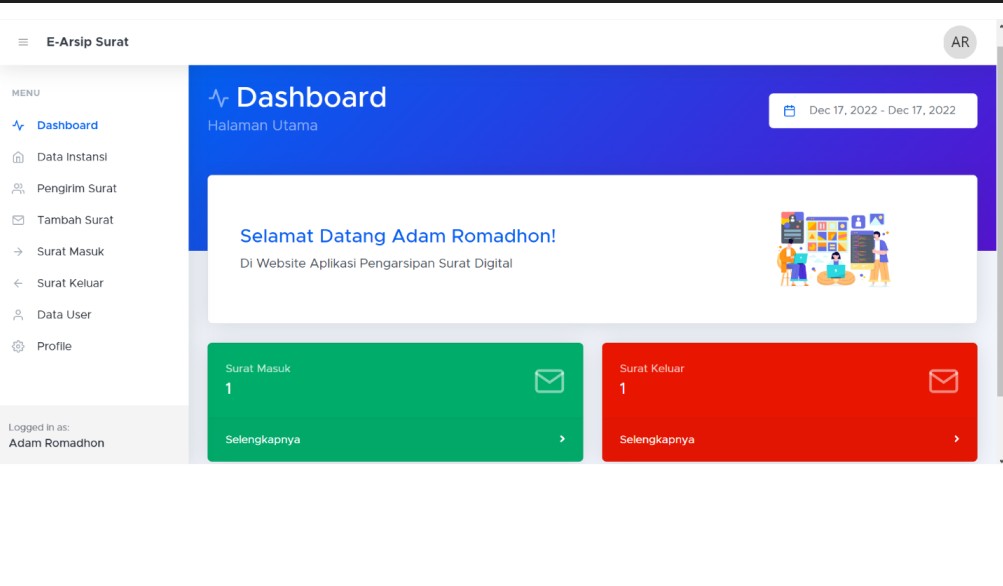 E-Arsip Surat
AR
MENU
Dashboard
Data Instansi
Pengirim Surat
Tambah Surat
Surat Masuk
Surat Keluar
Data User
Profile
Logged in as:
Adam Romadhon
Dashboard
Halaman Utama
Dec 17, 2022 - Dec 17, 2022
Selamat Datang Adam Romadhon!
Di Website Aplikasi Pengarsipan Surat Digital
Surat Masuk
1
Selengkapnya
Surat Keluar
1
Selengkapnya